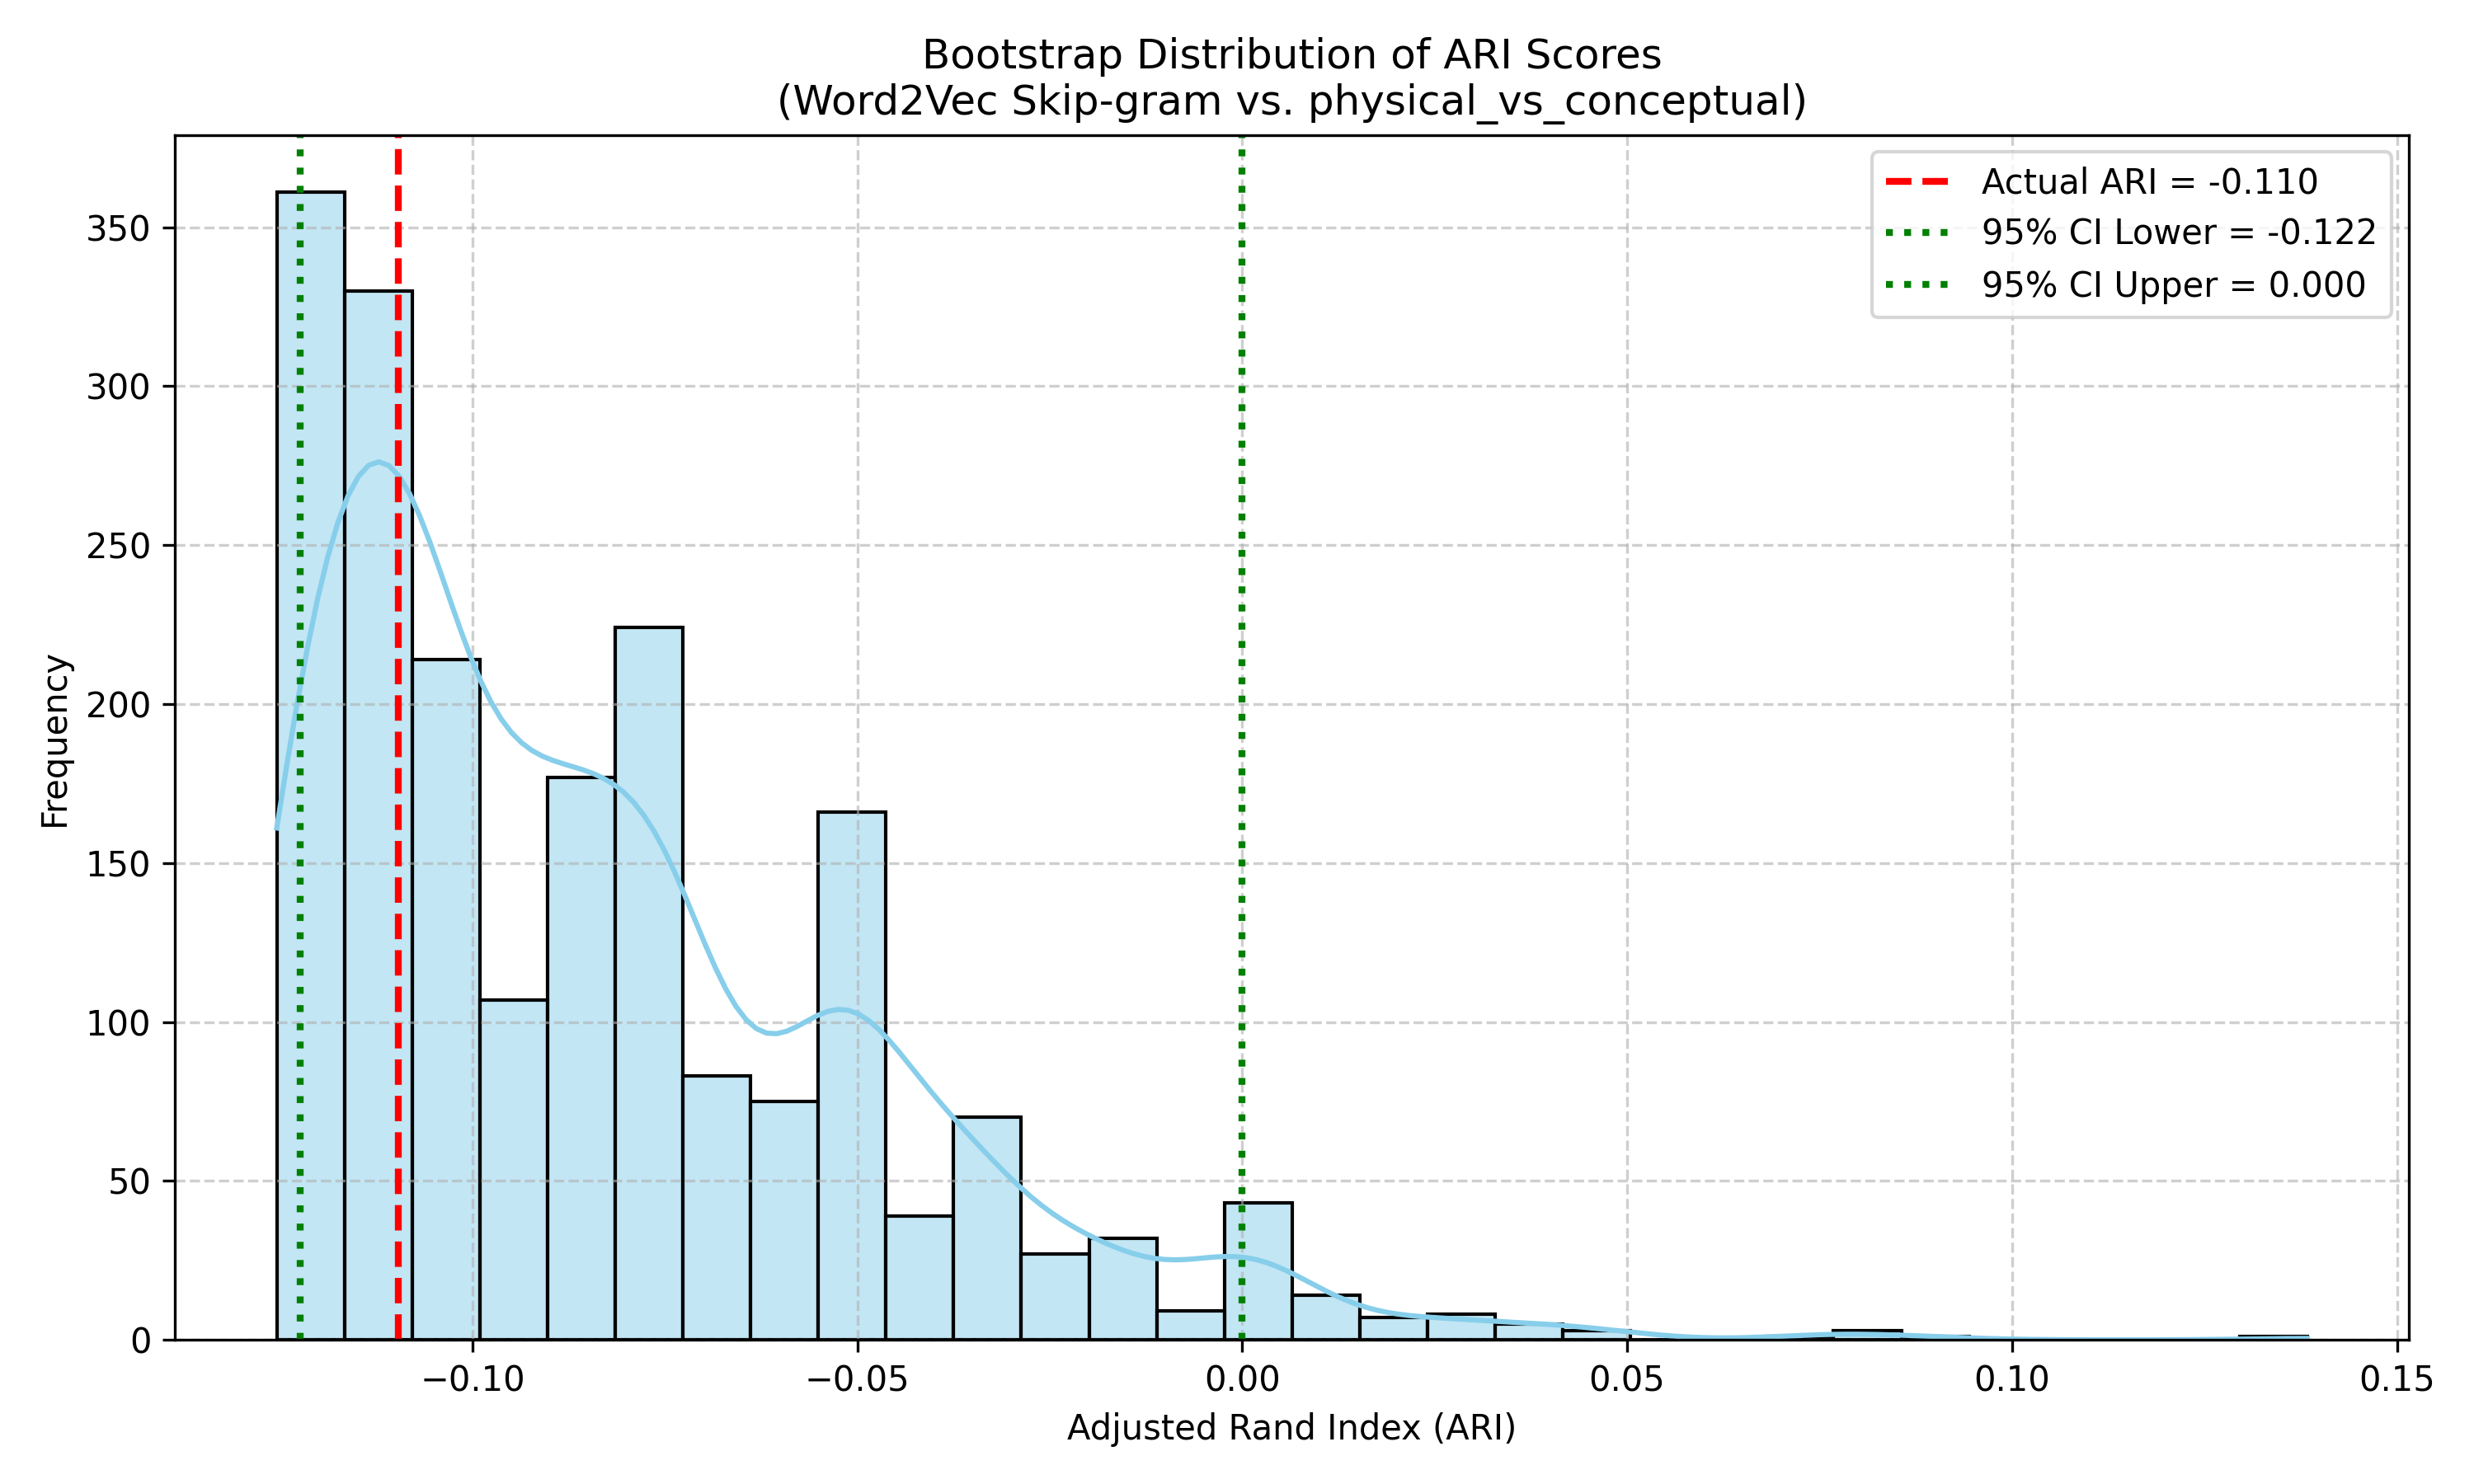 Bootstrap Distribution of ARI Scores
(Word2Vec Skip-gram vs. physical_vs_conceptual)
Actual ARI = -0.110
95% CI Lower = -0.122
95% CI Upper = 0.000
Frequency
350
300
250
200
150
100
50
0
−0.10
−0.05
0.00
0.05
0.10
0.15
Adjusted Rand Index (ARI)